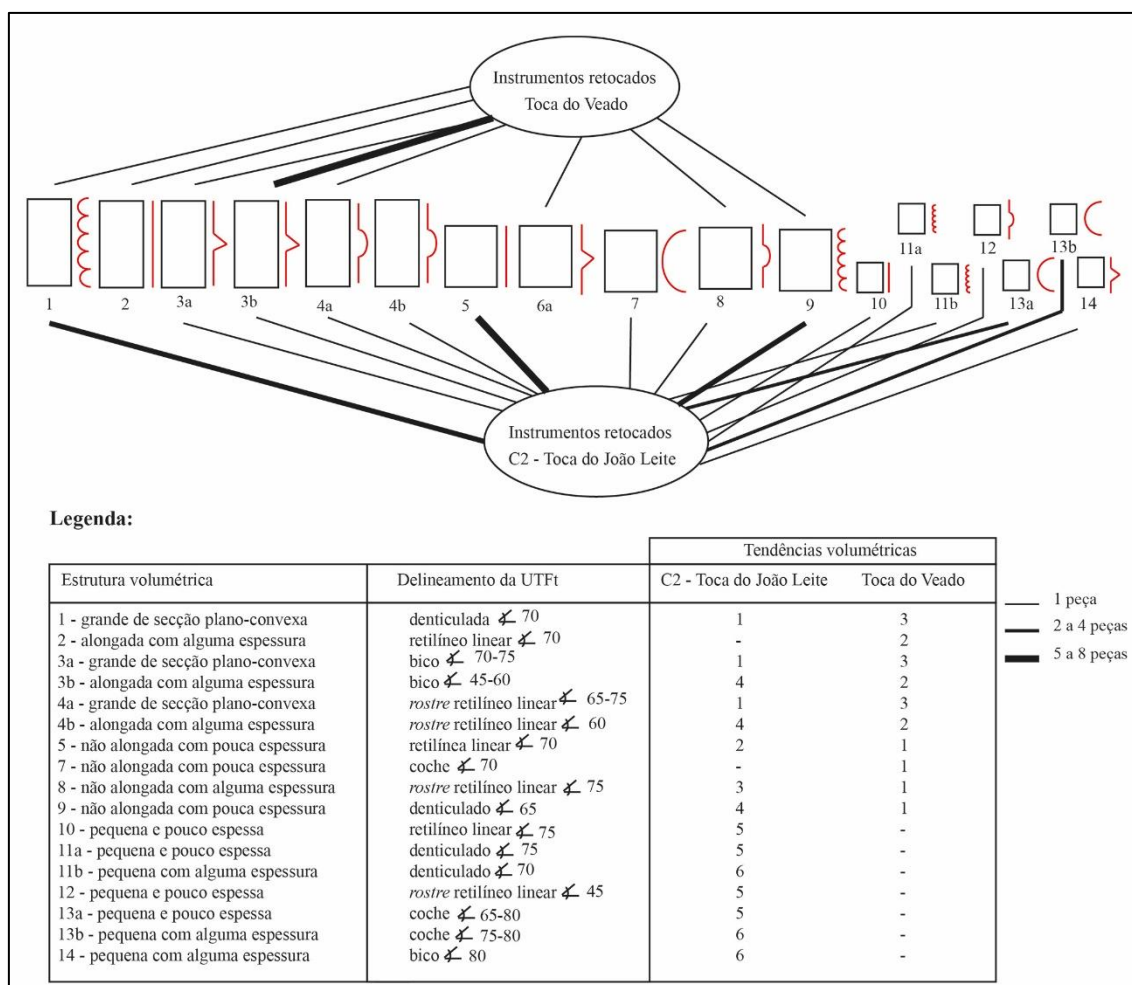 Instrumentos retocados
Toca do Veado
11a 12 13b
1 2 3a 3b 4a 4b 5 6a 7 8 9 10 11b 13a 14
Instrumentos retocados
C2 - Toca do João Leite
Legenda:
Tendências volumétricas
Estrutura volumétrica Delineamento da UTFt C2 - Toca do João Leite Toca do Veado
1 - grande de secção plano-convexa denticulada ∡ 70 1 3
2 - alongada com alguma espessura retilíneo linear ∡ 70 - 2
3a - grande de secção plano-convexa bico ∡ 70-75 1 3
3b - alongada com alguma espessura bico ∡ 45-60 4 2
4a - grande de secção plano-convexa rostre retilíneo linear ∡ 65-75 1 3
4b - alongada com alguma espessura rostre retilíneo linear ∡ 60 4 2
5 - não alongada com pouca espessura retilínea linear ∡ 70 2 1
7 - não alongada com pouca espessura coche ∡ 70 - 1
8 - não alongada com alguma espessura rostre retilíneo linear ∡ 75 3 1
9 - não alongada com pouca espessura denticulado ∡ 65 4 1
10 - pequena e pouco espessa retilíneo linear ∡ 75 5 -
11a - pequena e pouco espessa denticulado ∡ 75 5 -
11b - pequena com alguma espessura denticulado ∡ 70 6 -
12 - pequena e pouco espessa rostre retilíneo linear ∡ 45 5 -
13a - pequena e pouco espessa coche ∡ 65-80 5 -
13b - pequena com alguma espessura coche ∡ 75-80 6 -
14 - pequena com alguma espessura bico ∡ 80 6 -
1 peça
2 a 4 peças
5 a 8 peças